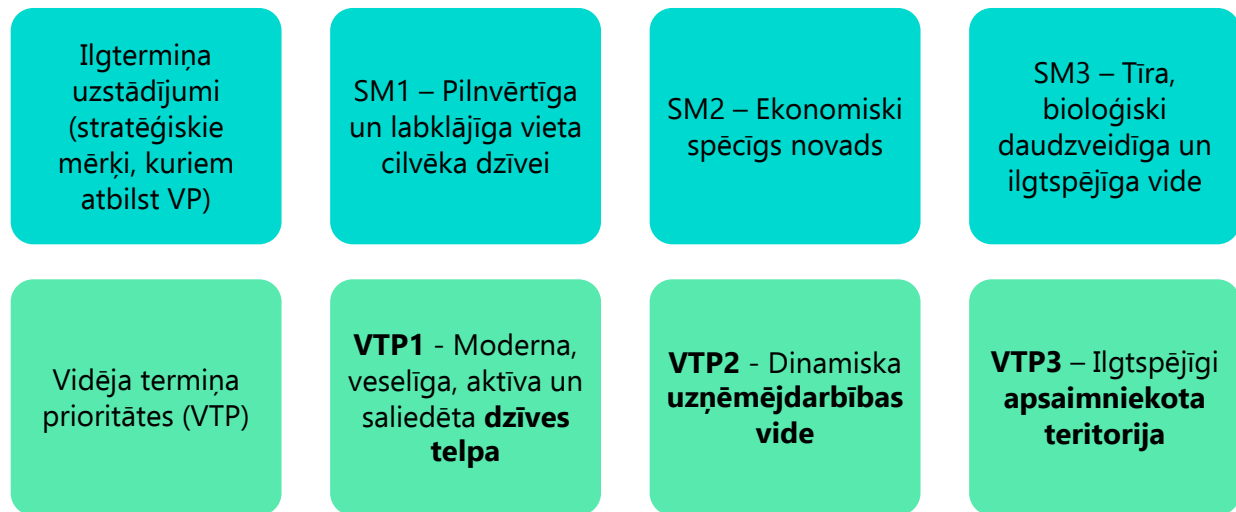 Ilgtermiņa
uzstādījumi
(stratēģiskie
mērķi, kuriem
atbilst VP)
SM1 – Pilnvērtīga
un labklājīga vieta
cilvēka dzīvei
SM2 – Ekonomiski
spēcīgs novads
SM3 – Tīra,
bioloģiski
daudzveidīga un
ilgtspējīga vide
Vidēja termiņa
prioritātes (VTP)
VTP1 - Moderna,
veselīga, aktīva un
saliedēta dzīves
telpa
VTP2 - Dinamiska
uzņēmējdarbības
vide
VTP3 – Ilgtspējīgi
apsaimniekota
teritorija